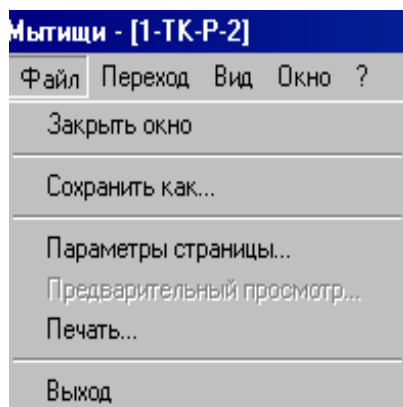 Мытищи - [1-ТК-Р-2]
Файл Переход Вид Окно ?
Закрыть окно
Сохранить как...
Параметры страницы...
Предварительный просмотр...
Печать...
Выход